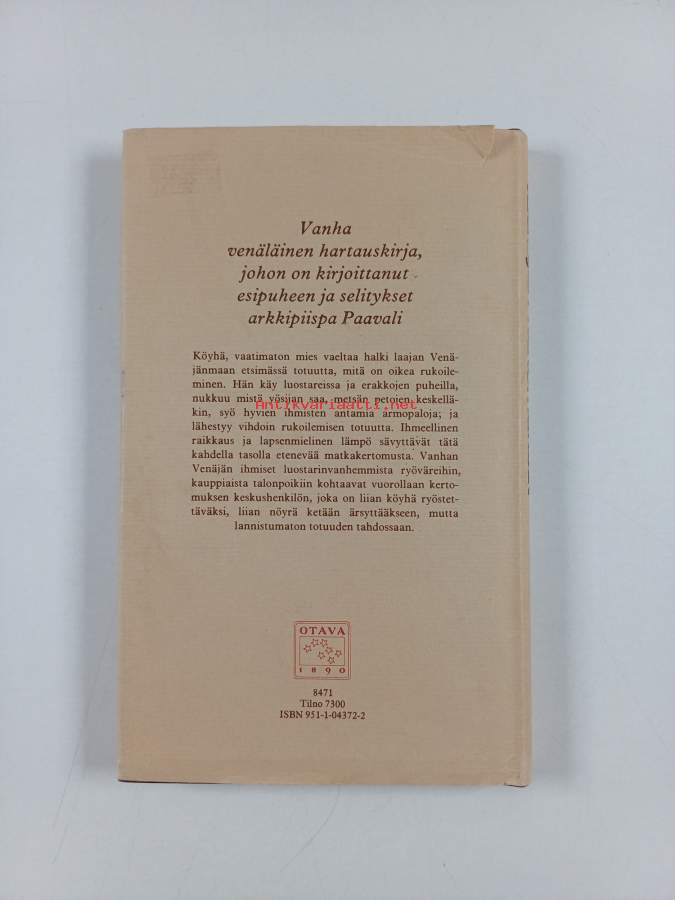 Vanha
venäläinen hartauskirja,
johon on kirjoittanut
esipuheen ja selitykset
arkkipiispa Paavali
Köyhä, vaatimaton mies vaeltaa halki laajan Venä-
jänmaan etsimässä totuutta, mitä on oikea rukoile-
minen. Hän käy luostareissa ja erakkojen puheilla,
nukkuu mistä yösijan saa, metsän petojen keskellä-
antikvariaatti.net
kin, syö hyvien ihmisten antamia armopaloja; ja
lähestyy vihdoin rukoilemisen totuutta. Ihmeellinen
raikkaus ja lapsenmielinen lämpö sävyttävät tätä
kahdella tasolla etenevää matkakertomusta. Vanhan
Venäjän ihmiset luostarinvanhemmista ryöväreihin,
kauppiaista talonpoikiin kohtaavat vuorollaan kerto-
muksen keskushenkilön, joka on liian köyhä ryöstet-
täväksi, liian nöyrä ketään ärsyttääkseen, mutta
lannistumaton totuuden tahdossaan.
OTAVA
1890
8471
Tilno 7300
ISBN 951-1-04372-2